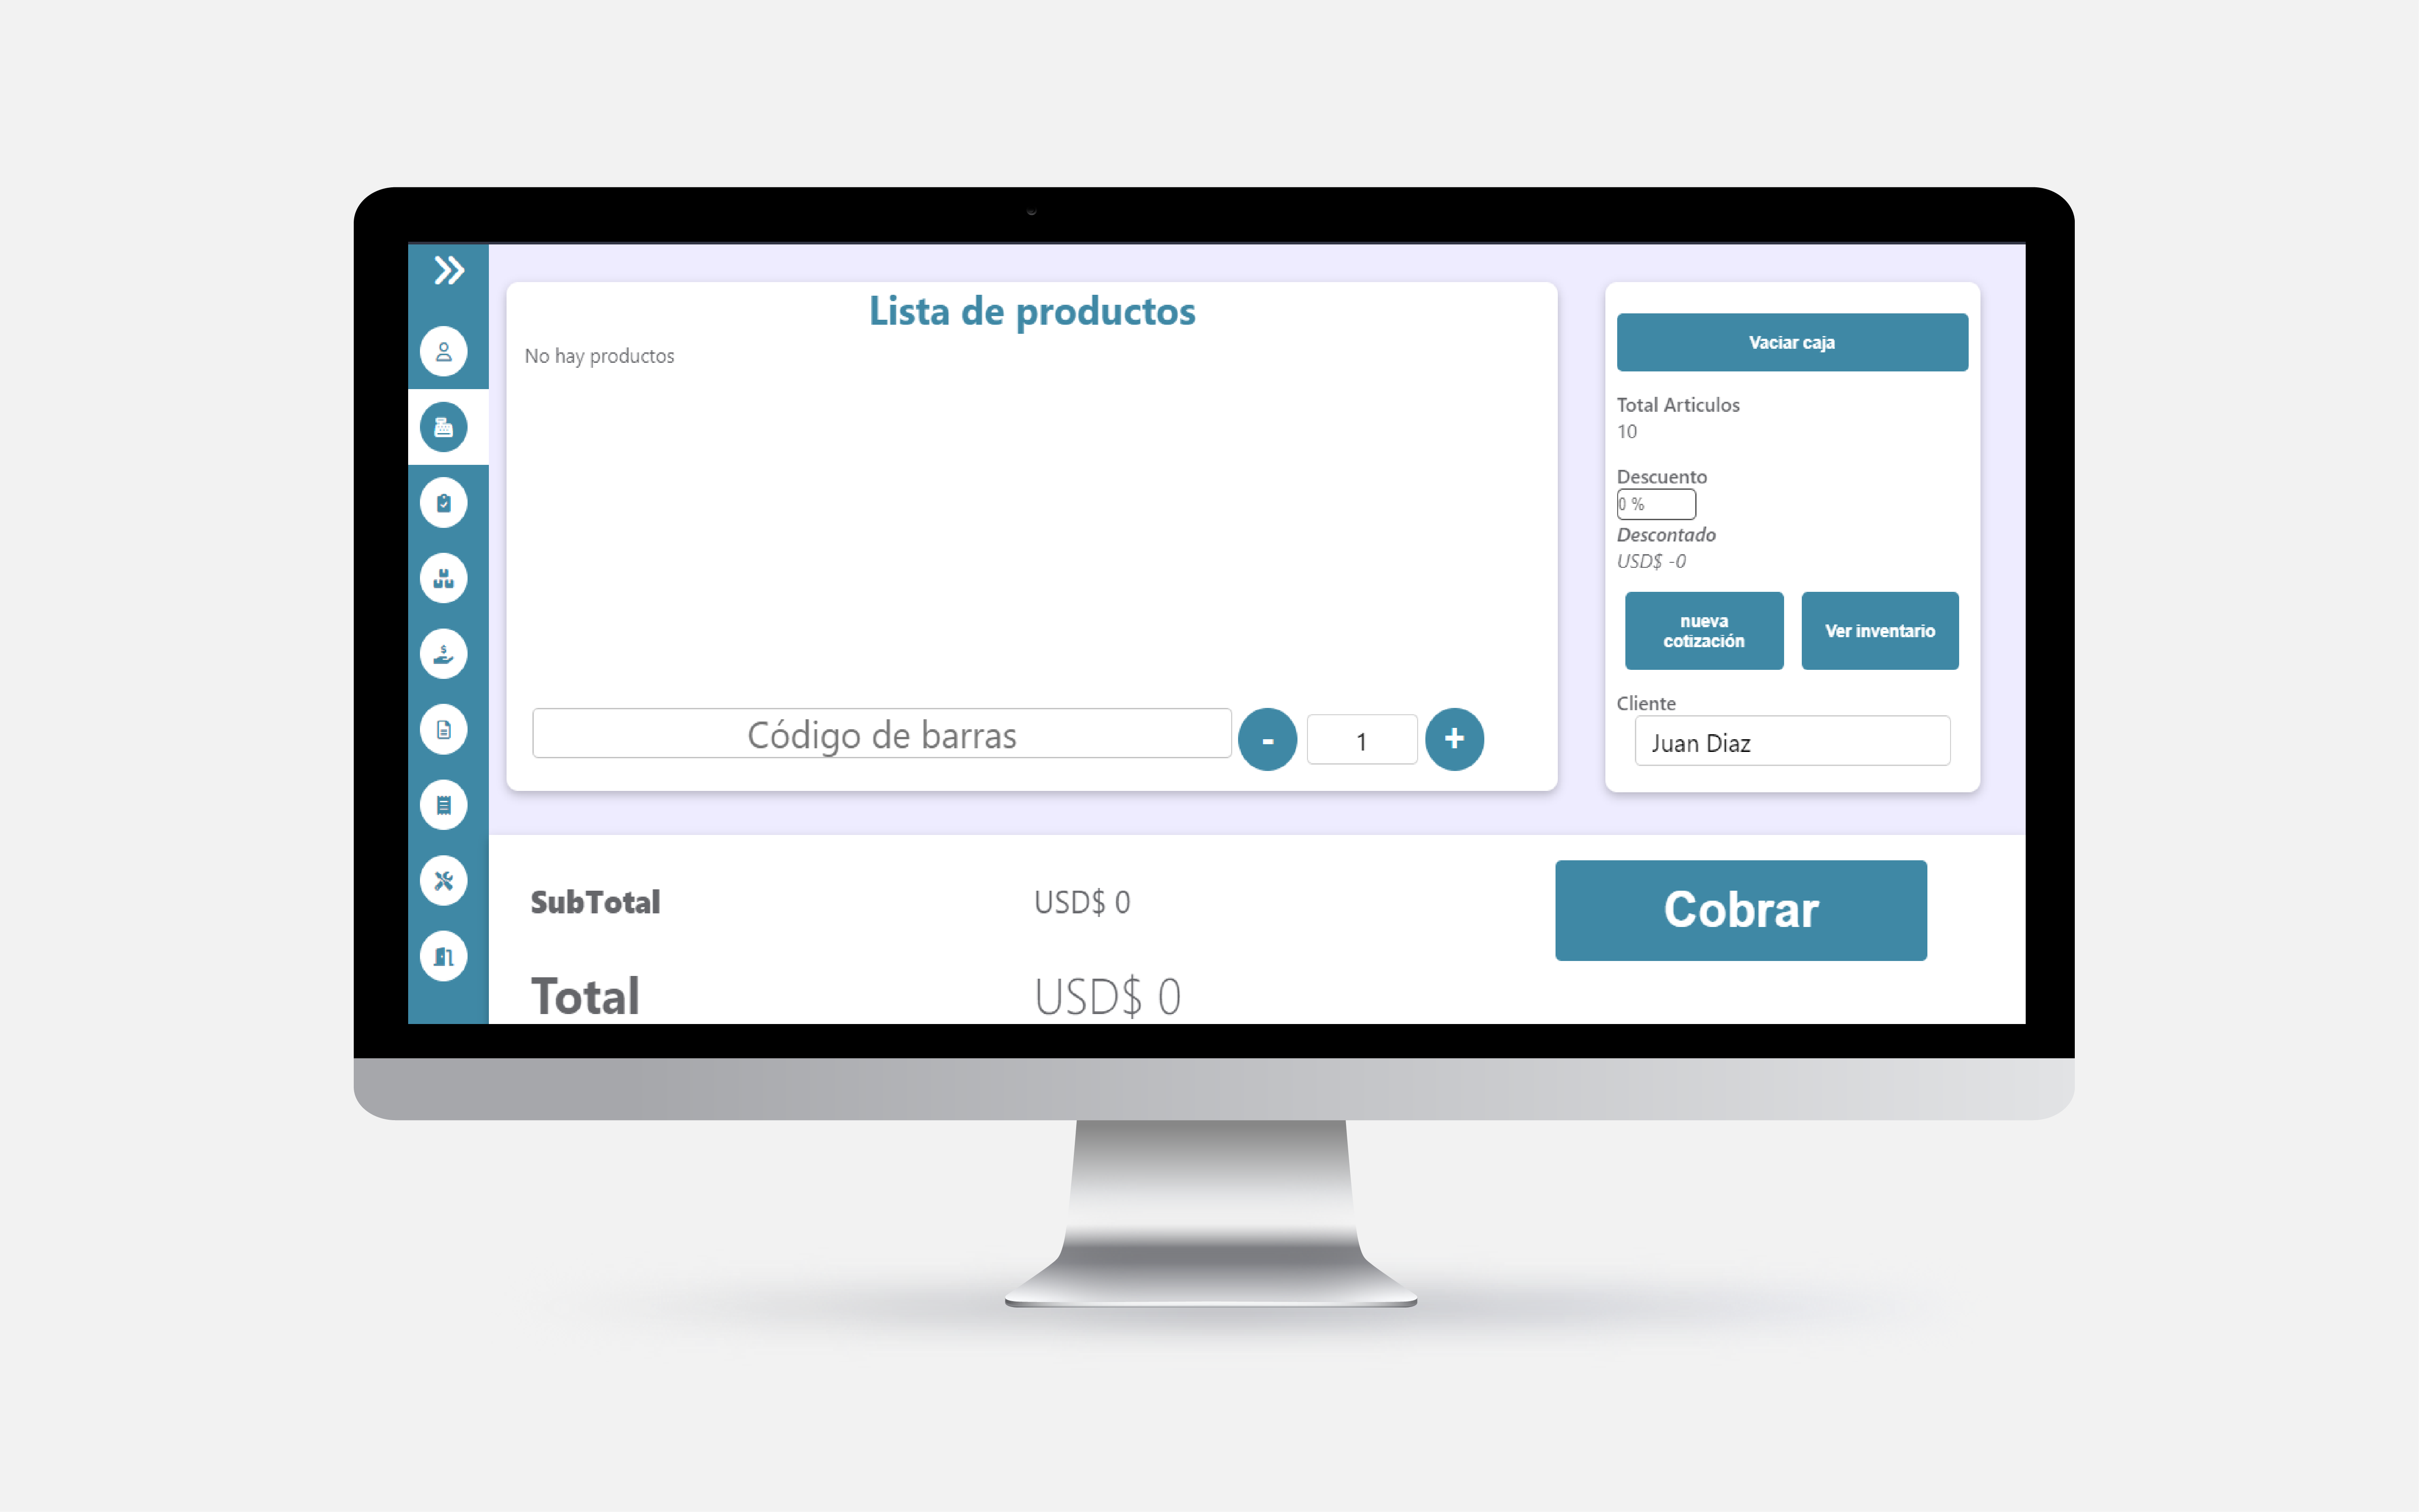 Lista de productos
No hay productos
Código de barras
-
1
+
Vaciar caja
Total Articulos
10
Descuento
0 %
Descontado
USD$ -0
nueva
cotización
Ver inventario
Cliente
Juan Diaz
SubTotal
USD$ 0
Cobrar
Total
USD$ 0